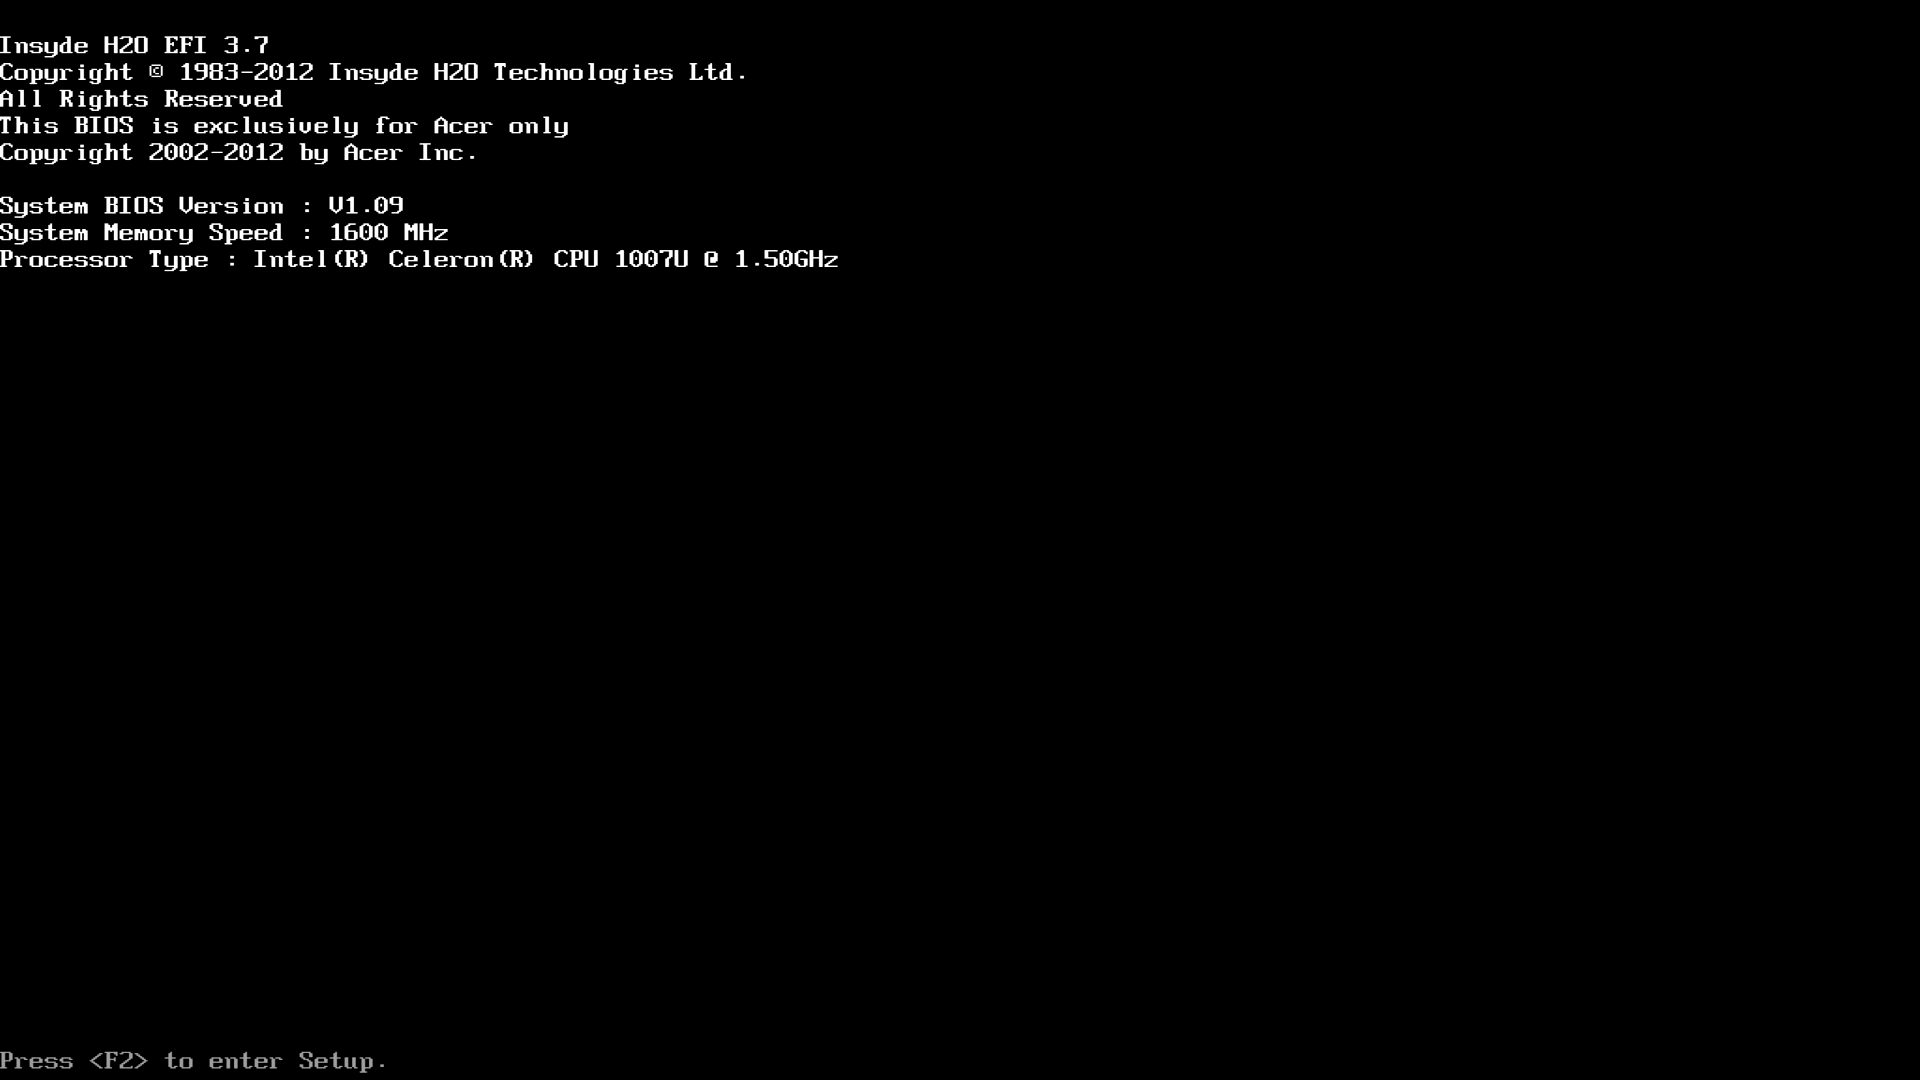 Insyde H2O EFI 3.7
Copyright © 1983-2012 Insyde H2O Technologies Ltd.
All Rights Reserved
This BIOS is exclusively for Acer only
Copyright 2002-2012 by Acer Inc.
System BIOS Version : V1.09
System Memory Speed : 1600 MHz
Processor Type : Intel(R) Celeron(R) CPU 1007U @ 1.50GHz
Press <F2> to enter Setup.